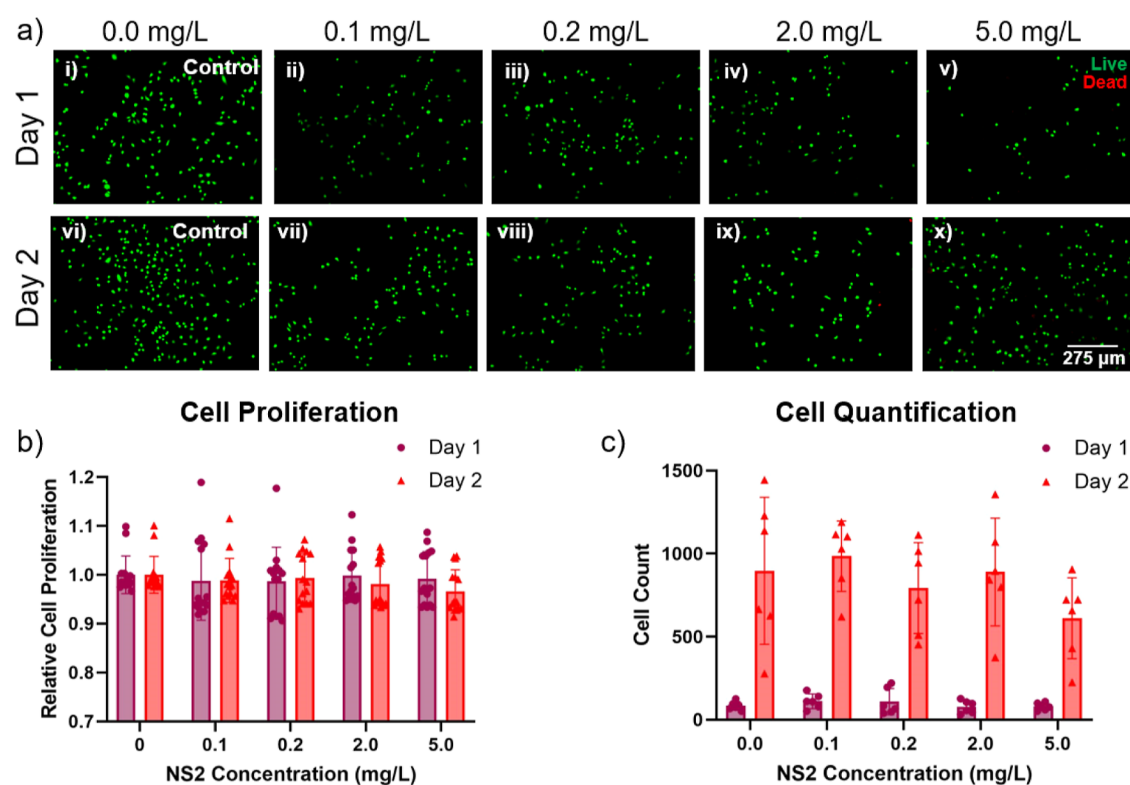 a) 0.0 mg/L 0.1 mg/L 0.2 mg/L 2.0 mg/L 5.0 mg/L
Day 1
i) Control ii) iii) iv) v) Live
Dead
Day 2
vi) Control vii) viii) ix) x)
275 µm
Cell Proliferation
b)
Day 1
Day 2
Relative Cell Proliferation
1.2
1.1
1.0
0.9
0.8
0.7
0 0.1 0.2 2.0 5.0
NS2 Concentration (mg/L)
Cell Quantification
c)
Day 1
Day 2
Cell Count
1500
1000
500
0
0.0 0.1 0.2 2.0 5.0
NS2 Concentration (mg/L)